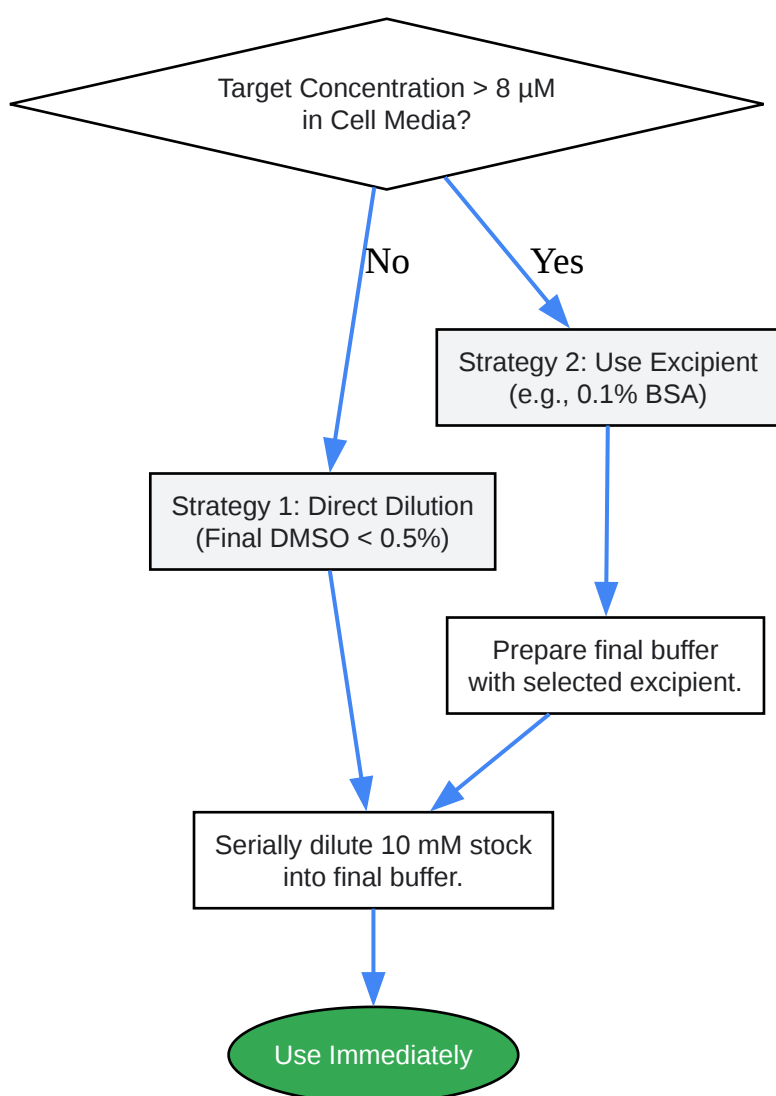 Target Concentration > 8 µM
in Cell Media?
No
Yes
Strategy 2: Use Excipient
(e.g., 0.1% BSA)
Strategy 1: Direct Dilution
(Final DMSO < 0.5%)
Prepare final buffer
with selected excipient.
Serially dilute 10 mM stock
into final buffer.
Use Immediately